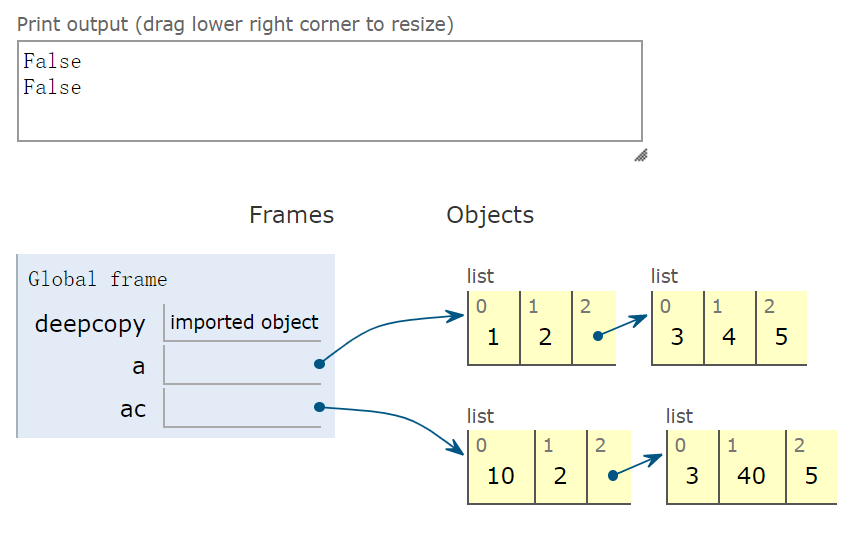 Print output (drag lower right corner to resize)
False
False
Frames Objects
Global frame
deepcopy imported object
a
ac
list list
0 1 2 0 1 2
1 2 3 4 5
list list
0 1 2 0 1 2
10 2 3 40 5